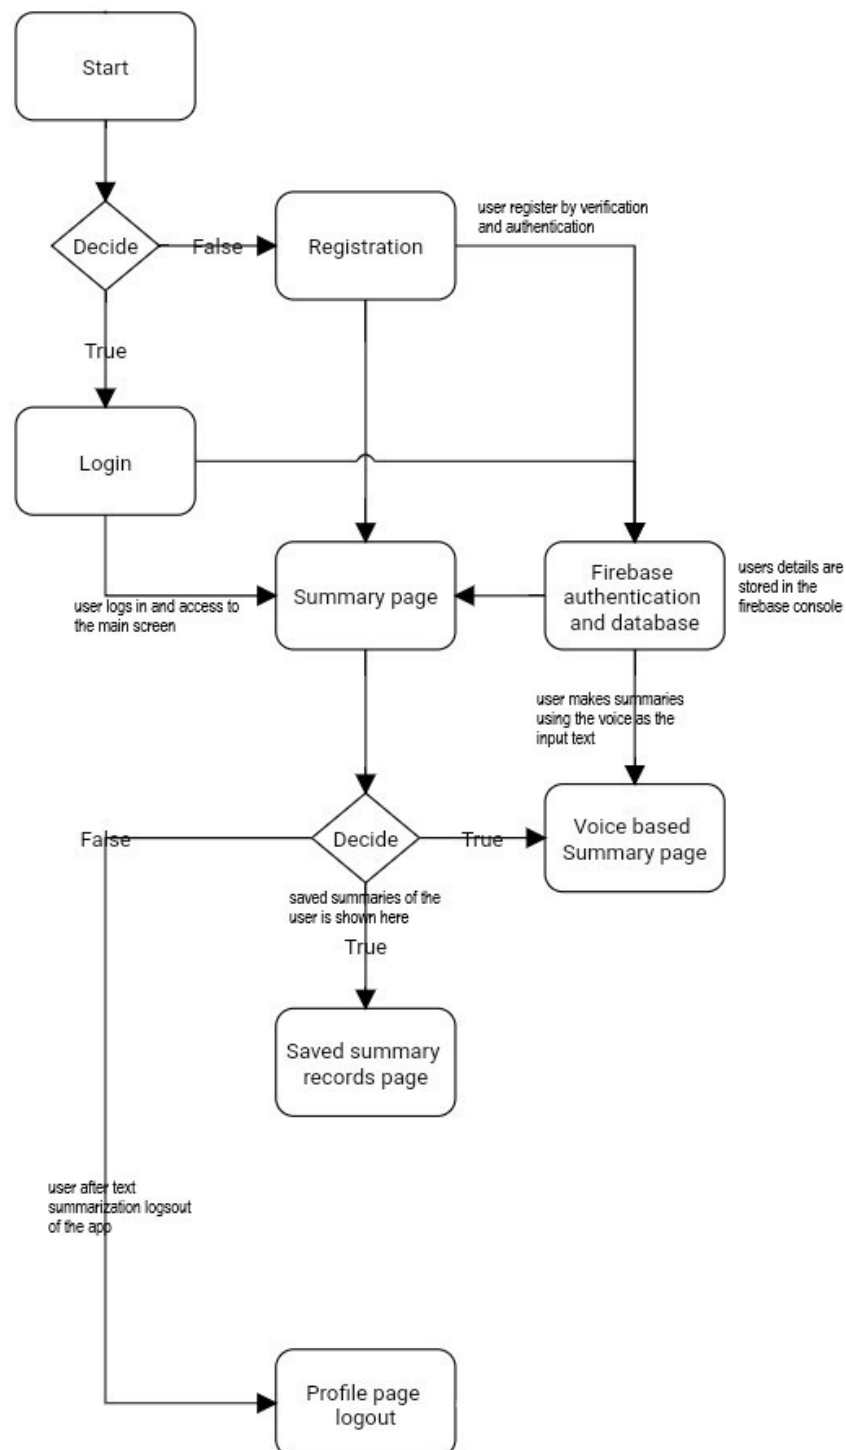 Start
Decide
False
Registration
user register by verification
and authentication
True
Login
user logs in and access to
the main screen
Summary page
Firebase
authentication
and database
users details are
stored in the
firebase console
user makes summaries
using the voice as the
input text
False
Decide
True
Voice based
Summary page
saved summaries of the
user is shown here
True
Saved summary
records page
user after text
summarization logsout
of the app
Profile page
logout